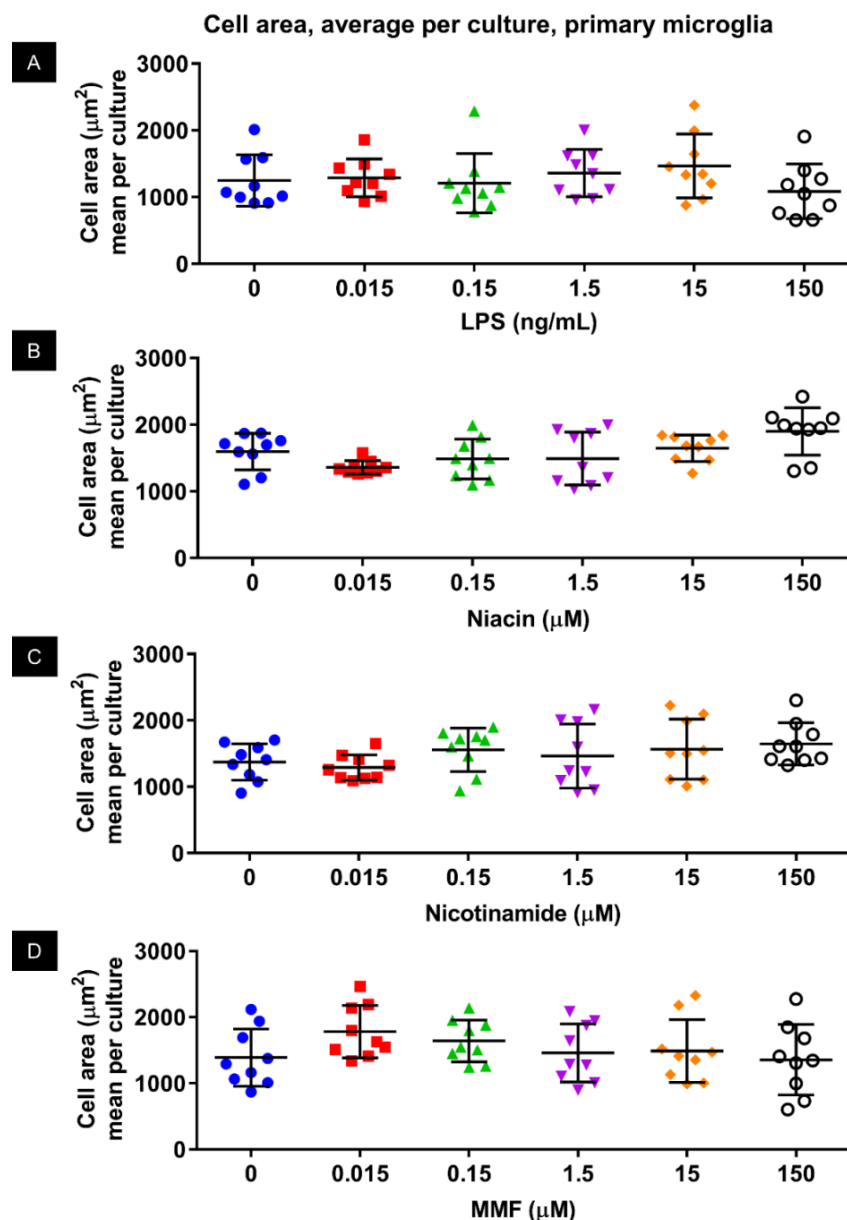 Cell area, average per culture, primary microglia
A
Cell area (μm²)
mean per culture
3000
2000
1000
0
0 0.015 0.15 1.5 15 150
LPS (ng/mL)
B
Cell area (μm²)
mean per culture
3000
2000
1000
0
0 0.015 0.15 1.5 15 150
Niacin (μM)
C
Cell area (μm²)
mean per culture
3000
2000
1000
0
0 0.015 0.15 1.5 15 150
Nicotinamide (μM)
D
Cell area (μm²)
mean per culture
3000
2000
1000
0
0 0.015 0.15 1.5 15 150
MMF (μM)